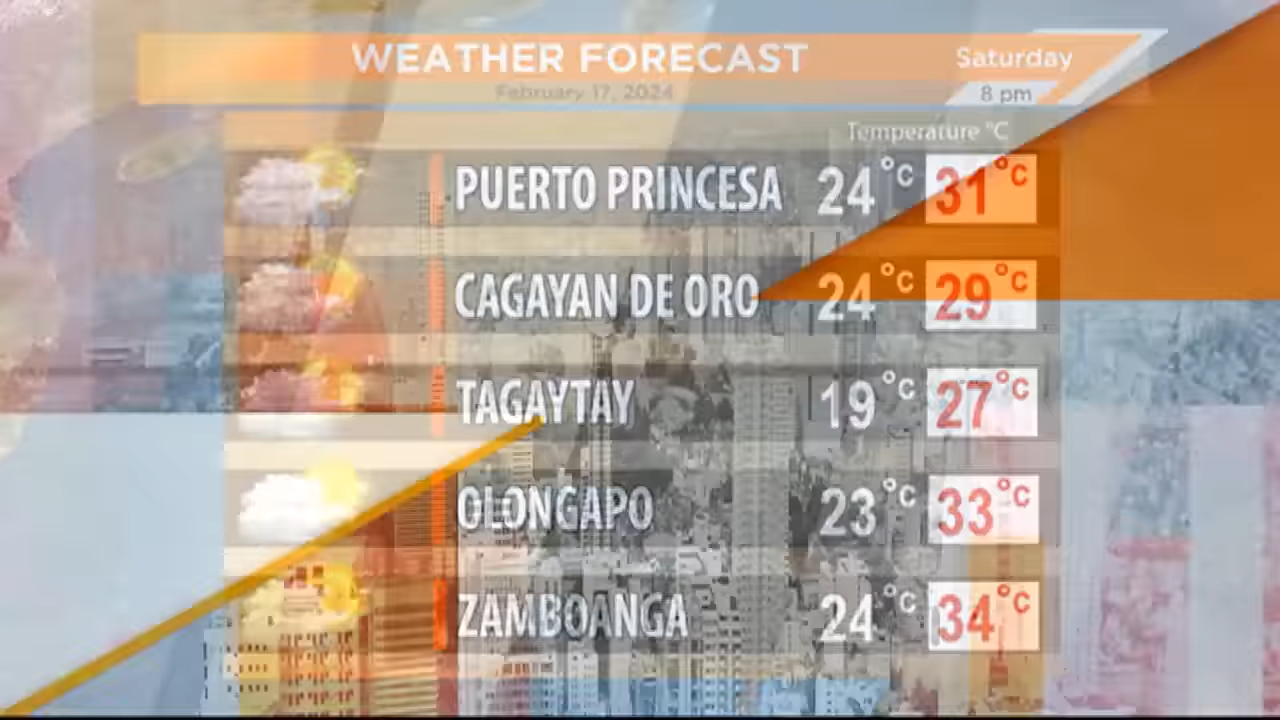 WEATHER FORECAST
Saturday
February 17, 2024
8 pm
Temperature °C
PUERTO PRINCESA 24°C 31°C
CAGAYAN DE ORO 24°C 29°C
TAGAYTAY 19°C 27°C
OLONGAPO 23°C 33°C
ZAMBOANGA 24°C 34°C